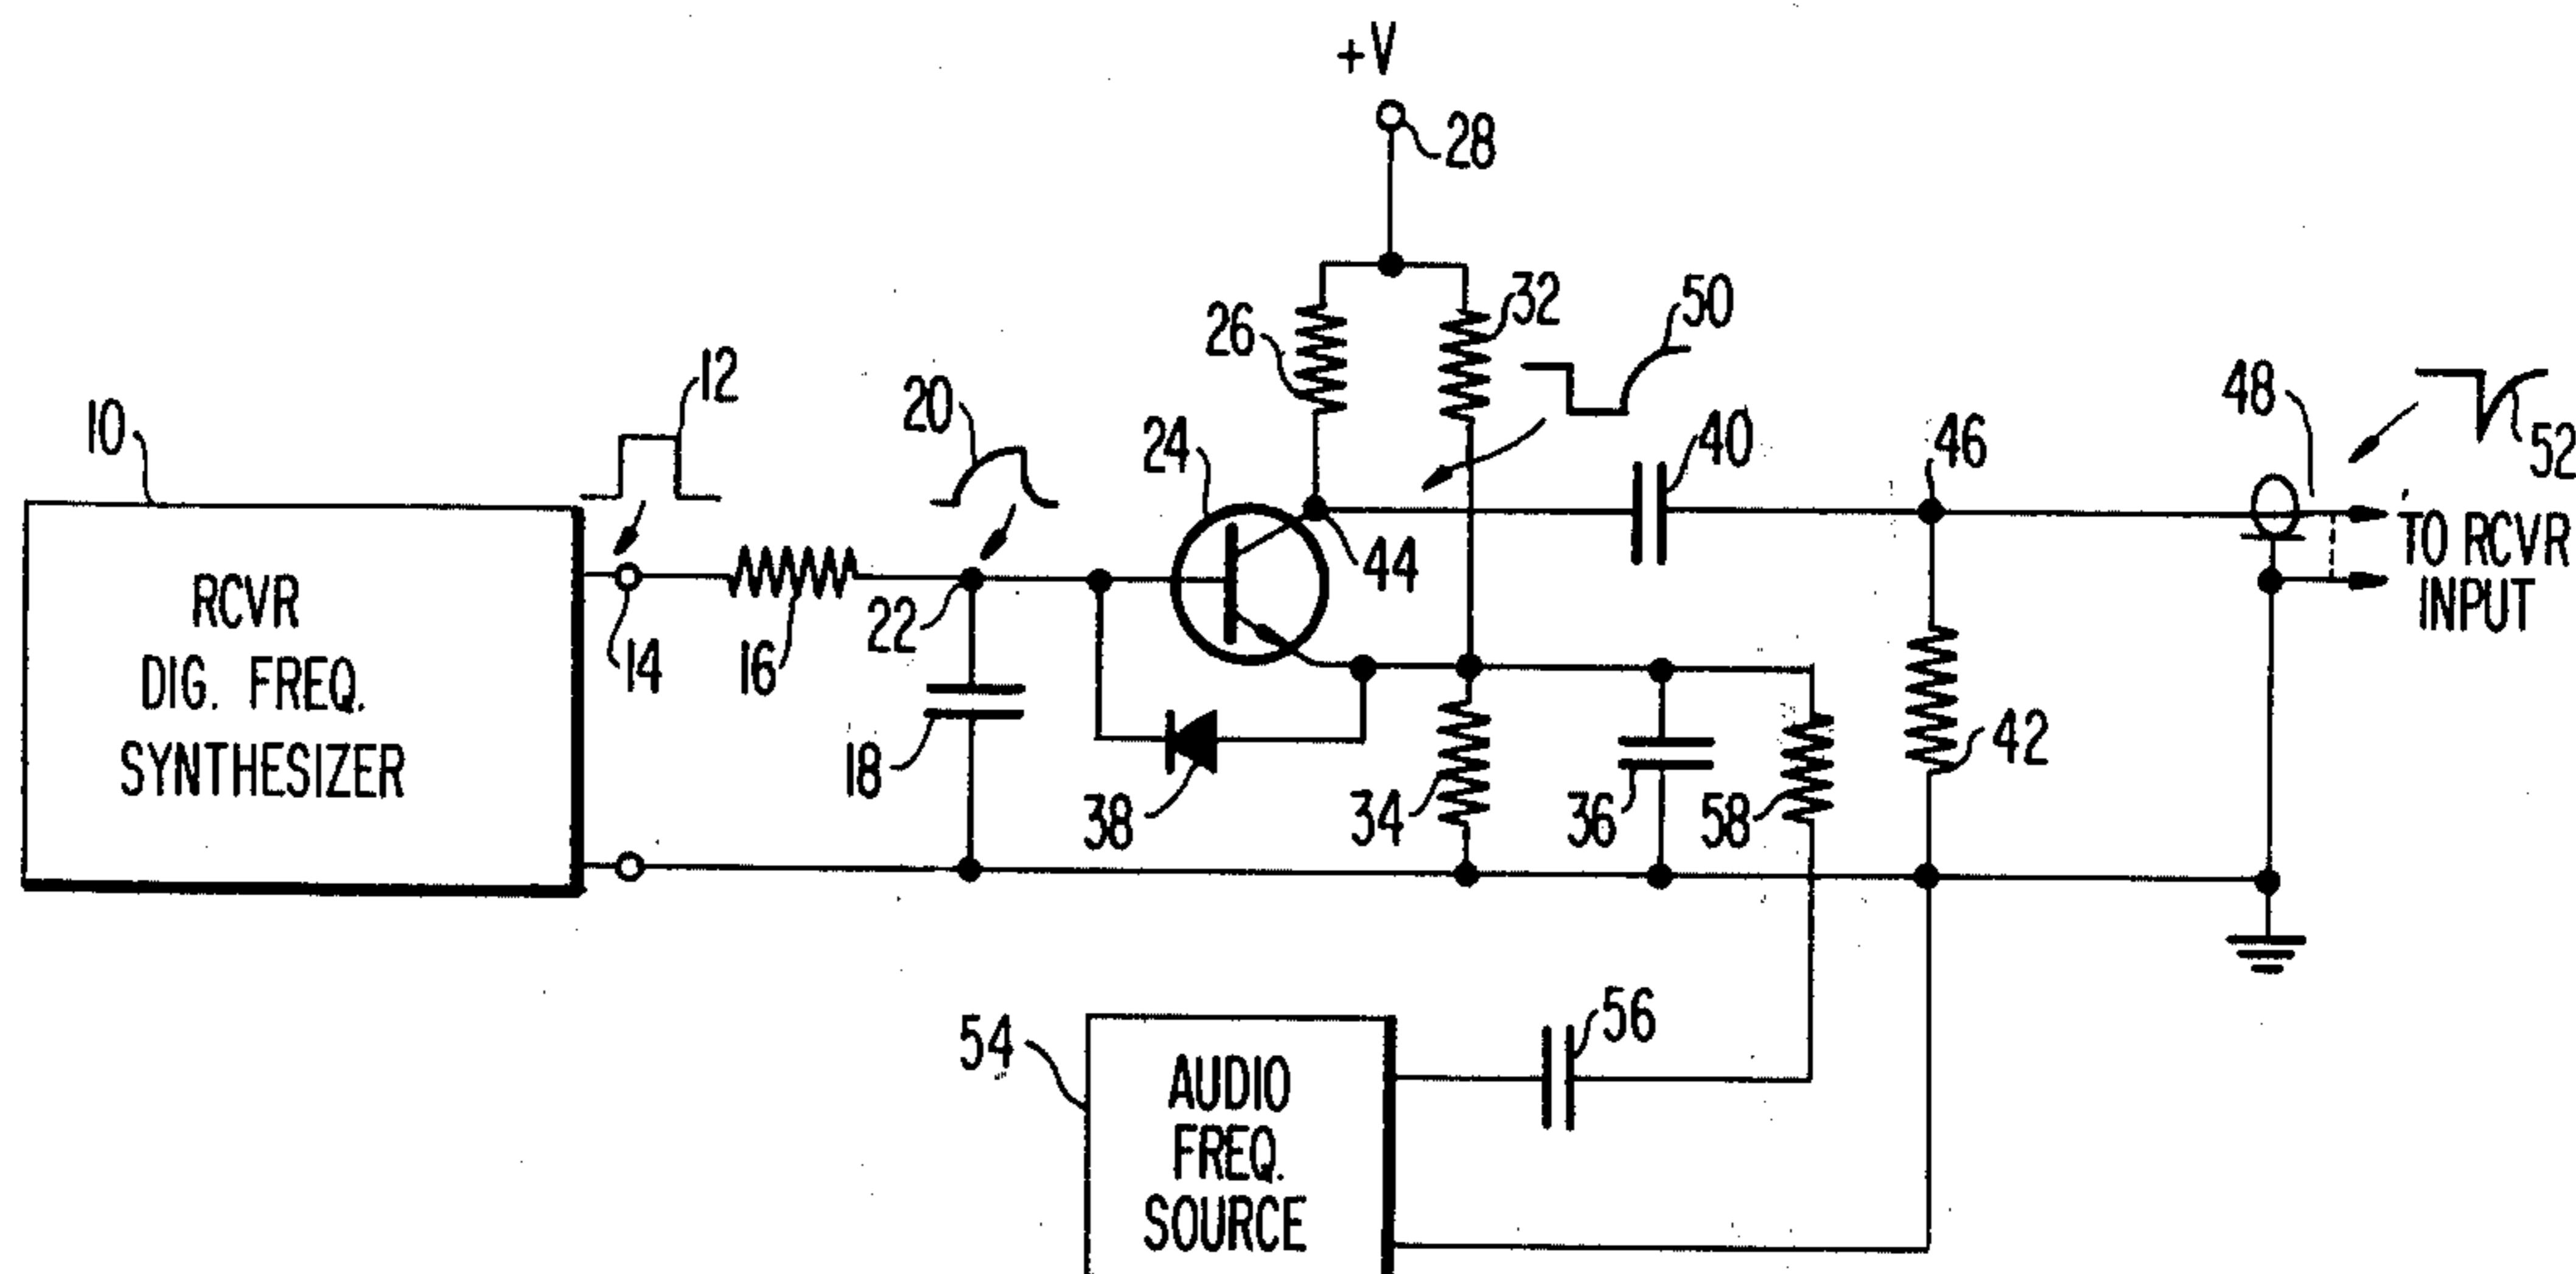 +V
28
26
32
50
12
20
24
40
46
48
52
10
RCVR
DIG. FREQ.
SYNTHESIZER
14
16
22
18
44
TO RCVR
INPUT
38
34
36
58
42
54
AUDIO
FREQ.
SOURCE
56